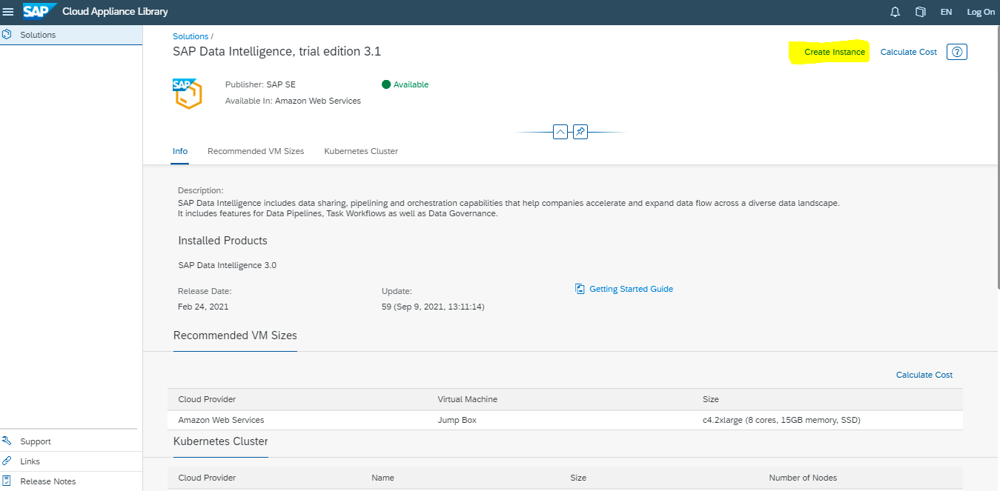 SAP Cloud Appliance Library
EN Log On
Solutions
Solutions /
SAP Data Intelligence, trial edition 3.1
Create Instance Calculate Cost ?
SAP
Publisher: SAP SE
Available
Available In: Amazon Web Services
Info Recommended VM Sizes Kubernetes Cluster
Description:
SAP Data Intelligence includes data sharing, pipelining and orchestration capabilities that help companies accelerate and expand data flow across a diverse data landscape.
It includes features for Data Pipelines, Task Workflows as well as Data Governance.
Installed Products
SAP Data Intelligence 3.0
Release Date: Update:
Getting Started Guide
Feb 24, 2021 59 (Sep 9, 2021, 13:11:14)
Recommended VM Sizes
Calculate Cost
Cloud Provider Virtual Machine Size
Amazon Web Services Jump Box c4.2xlarge (8 cores, 15GB memory, SSD)
Kubernetes Cluster
Cloud Provider Name Size Number of Nodes
Support
Links
Release Notes